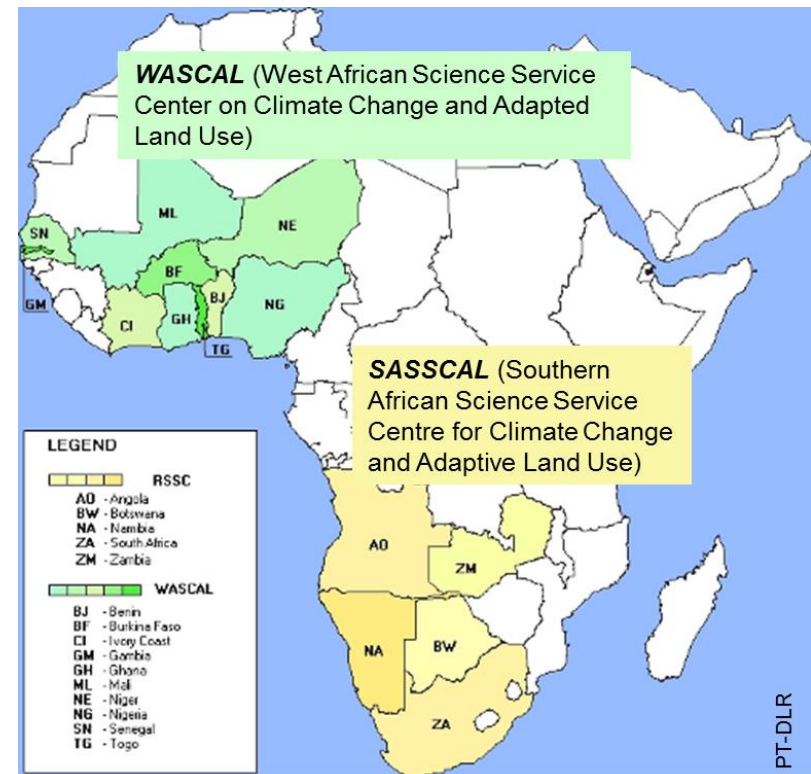 WASCAL (West African Science Service
Center on Climate Change and Adapted
Land Use)
ML
NE
SN
BF
BJ
NG
GM
CI
GH
TG
SASSCAL (Southern
African Science Service
Centre for Climate Change
and Adaptive Land Use)
LEGEND
RSSC
AO - Angola
BW - Botswana
NA - Namibia
ZA - South Africa
ZM - Zambia
WASCAL
BJ - Benin
BF - Burkina Faso
CI - Ivory Coast
GM - Gambia
GH - Ghana
ML - Mali
NE - Niger
NG - Nigeria
SN - Senegal
TG - Togo
AO
ZM
NA
BW
ZA
PT-DLR